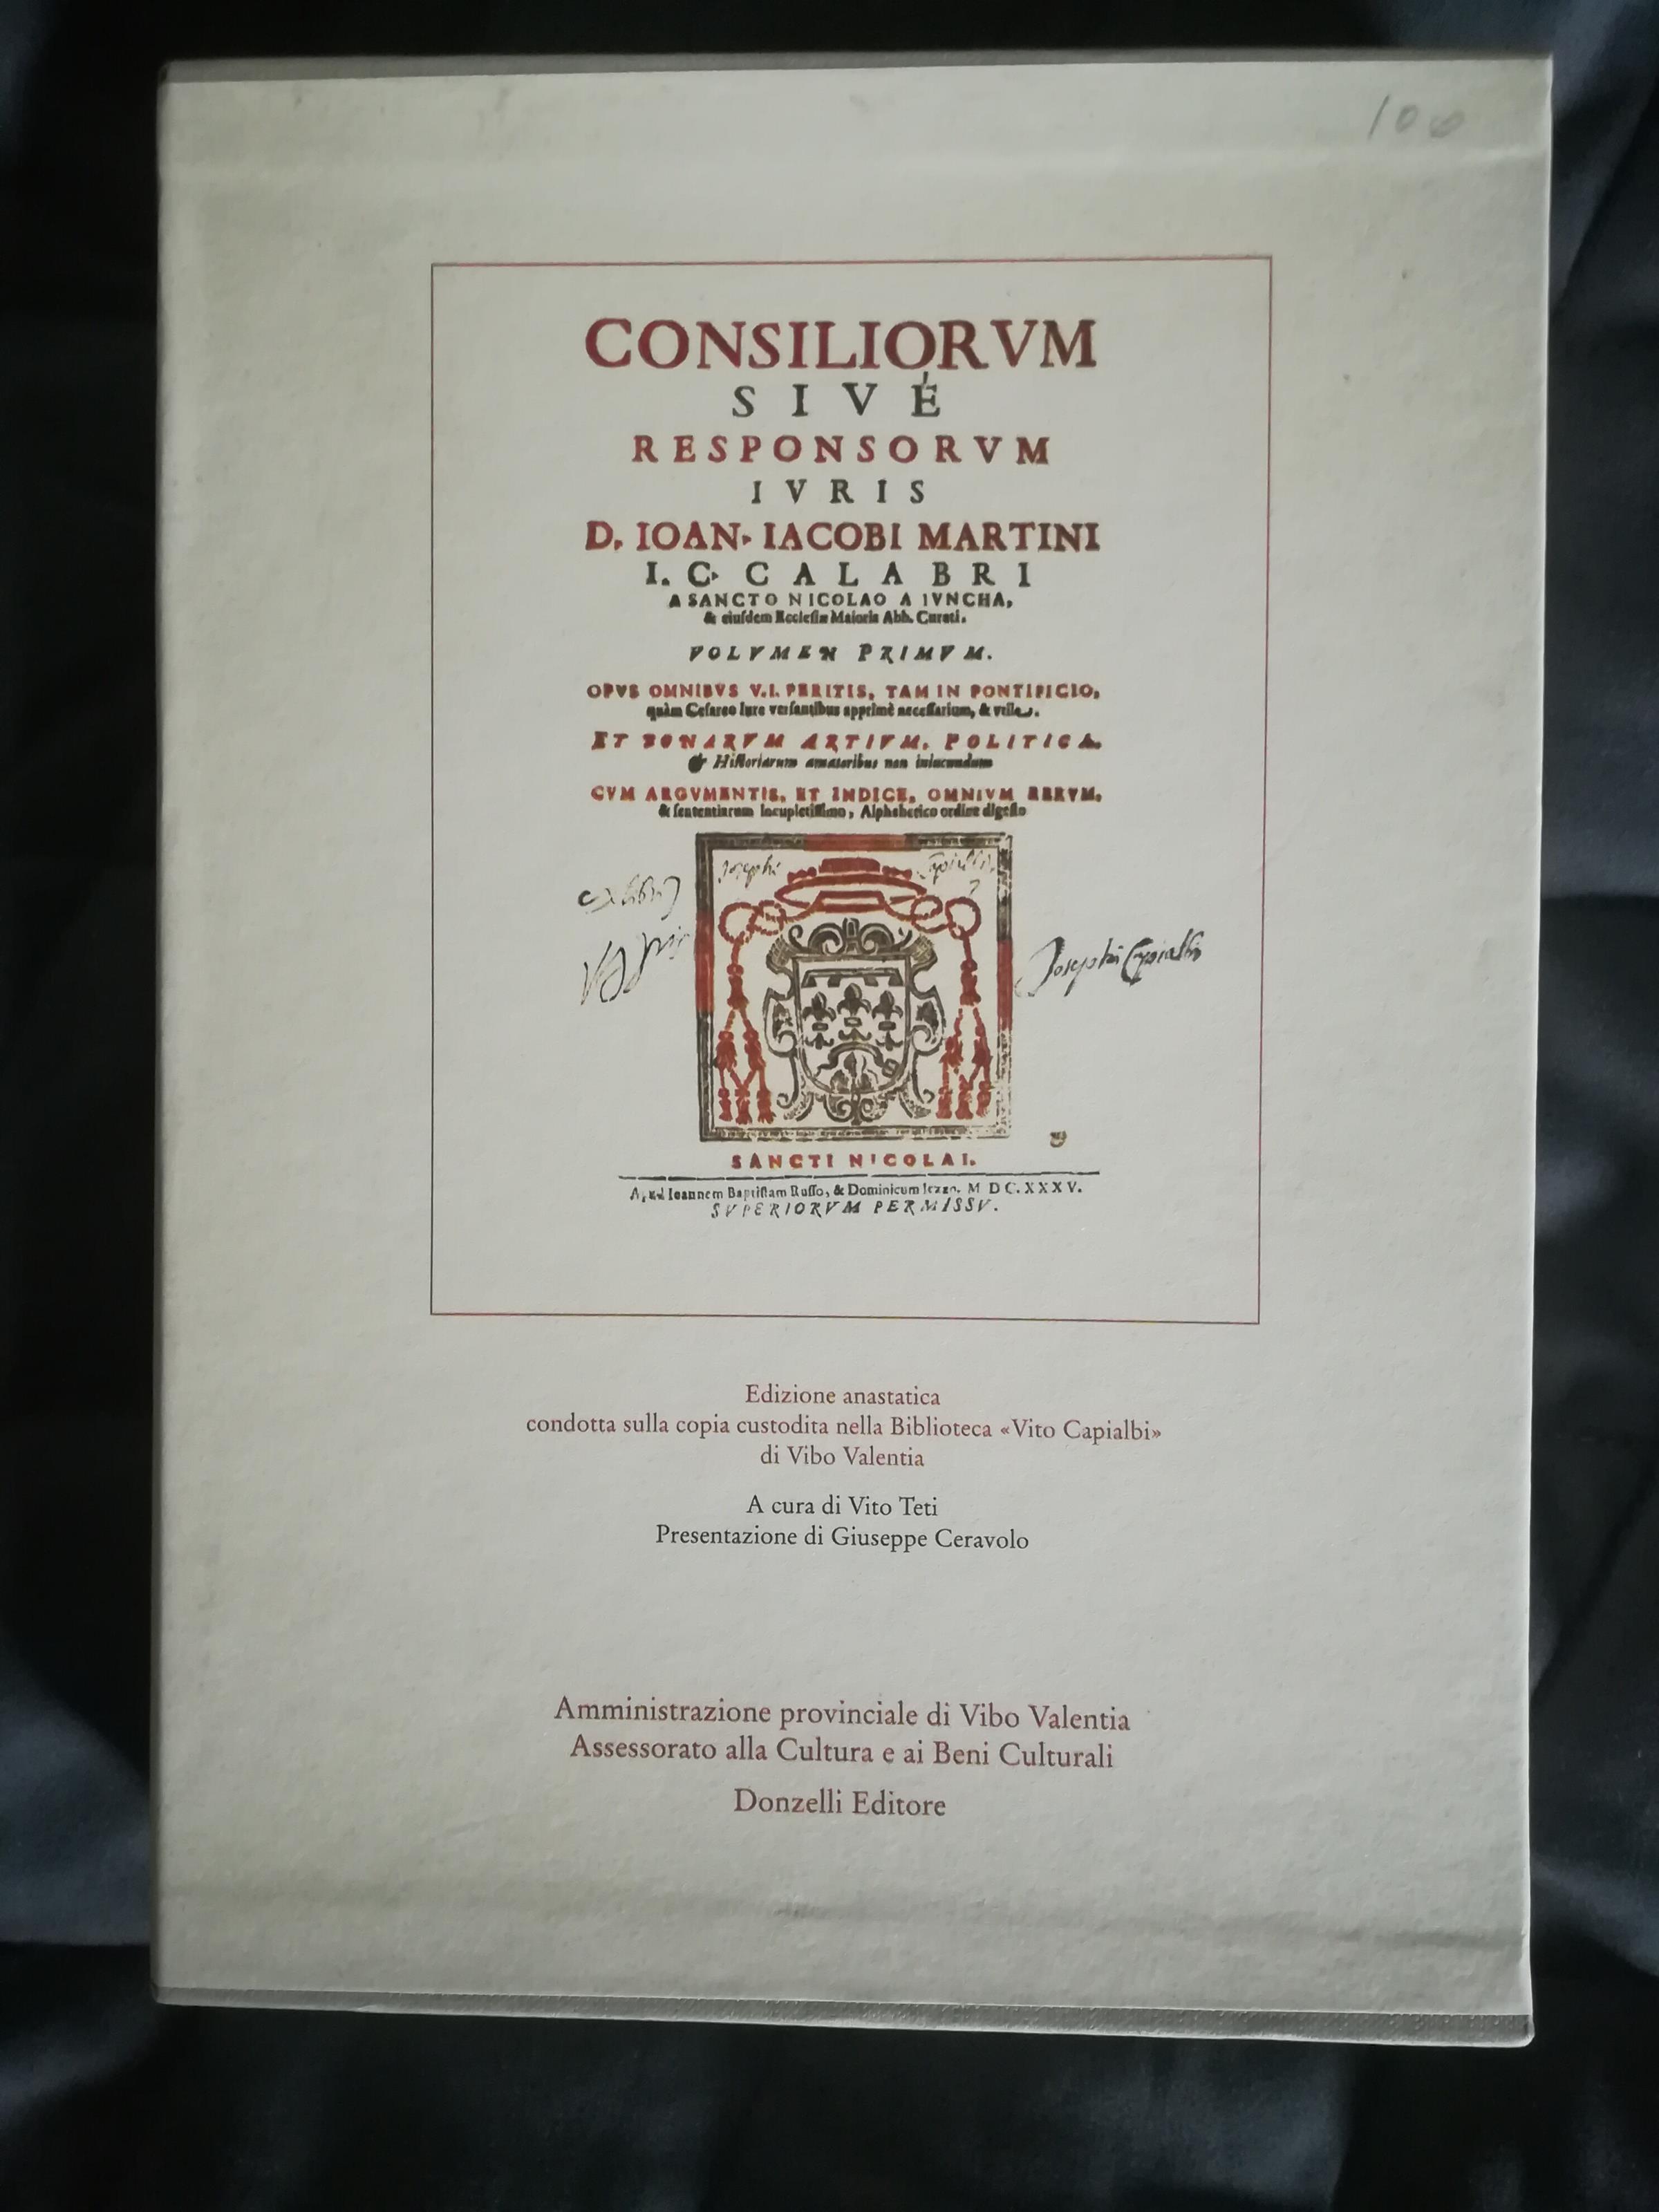 100
CONSILIORVM
SIVÉ
RESPONSORVM
IVRIS
D. IOAN. IACOBI MARTINI
I. C. CALABRI
A SANCTO NICOLAO A IVNCHA,
& eiuſdem Eccleſiæ Maioris Abb. Curati.
VOLVMEN PRIMVM.
OPVS OMNIBVS V.I. PERITIS, TAM IN PONTIFICIO,
quàm Ceſareo Iure verſantibus apprimè neceſſarium, & vtile.
ET BONARVM ARTIVM, POLITICA,
& Hiſtoriarum amatoribus non iniucundum
CVM ARGVMENTIS, ET INDICE, OMNIVM RERVM,
& ſententiarum locupletiſſimo, Alphabetico ordine digeſto
Josephi Capialbi
Josephi Capialbi
SANCTI NICOLAI.
Apud Ioannem Baptiſtam Ruſſo, & Dominicum Iezzo. M DC. XXXV.
SVPERIORVM PERMISSV.
Edizione anastatica
condotta sulla copia custodita nella Biblioteca «Vito Capialbi»
di Vibo Valentia
A cura di Vito Teti
Presentazione di Giuseppe Ceravolo
Amministrazione provinciale di Vibo Valentia
Assessorato alla Cultura e ai Beni Culturali
Donzelli Editore